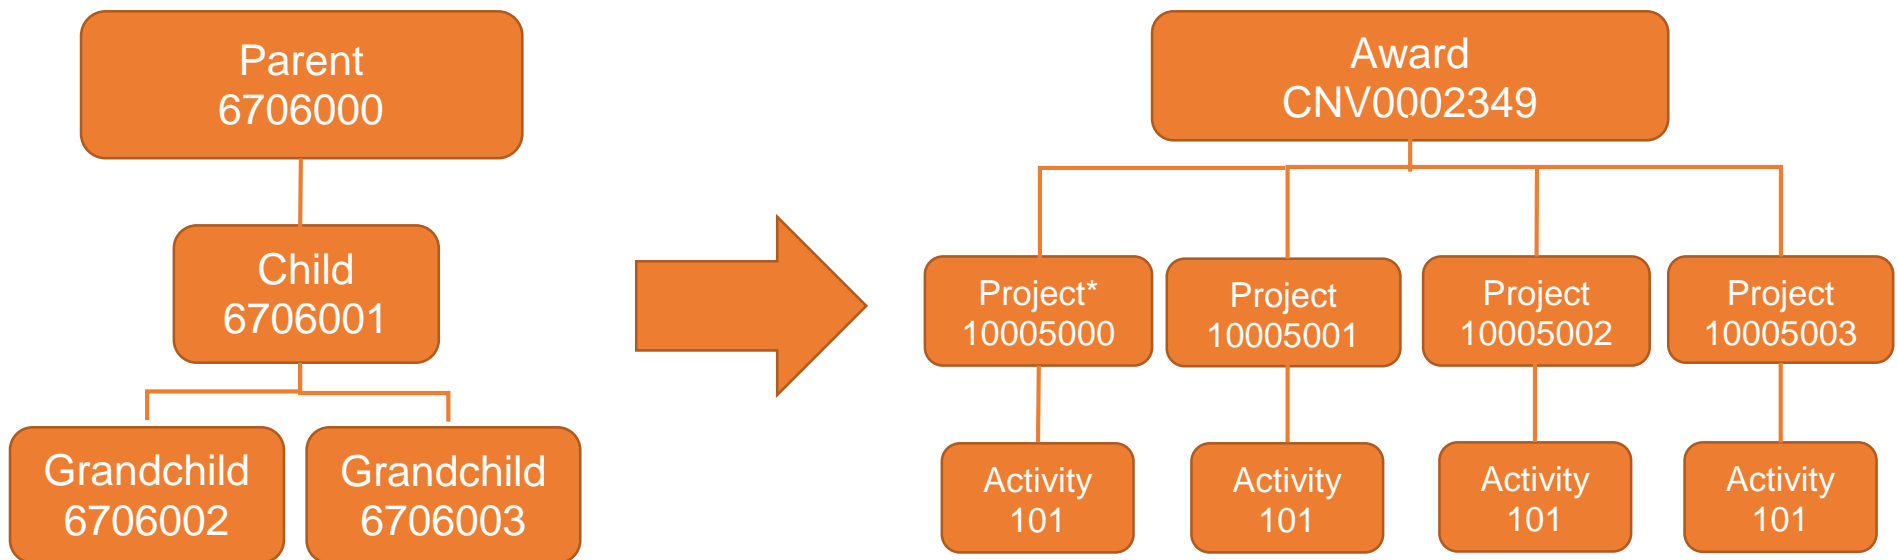 Parent
6706000
Child
6706001
Grandchild
6706002
Grandchild
6706003
Award
CNV0002349
Project*
10005000
Project
10005001
Project
10005002
Project
10005003
Activity
101
Activity
101
Activity
101
Activity
101